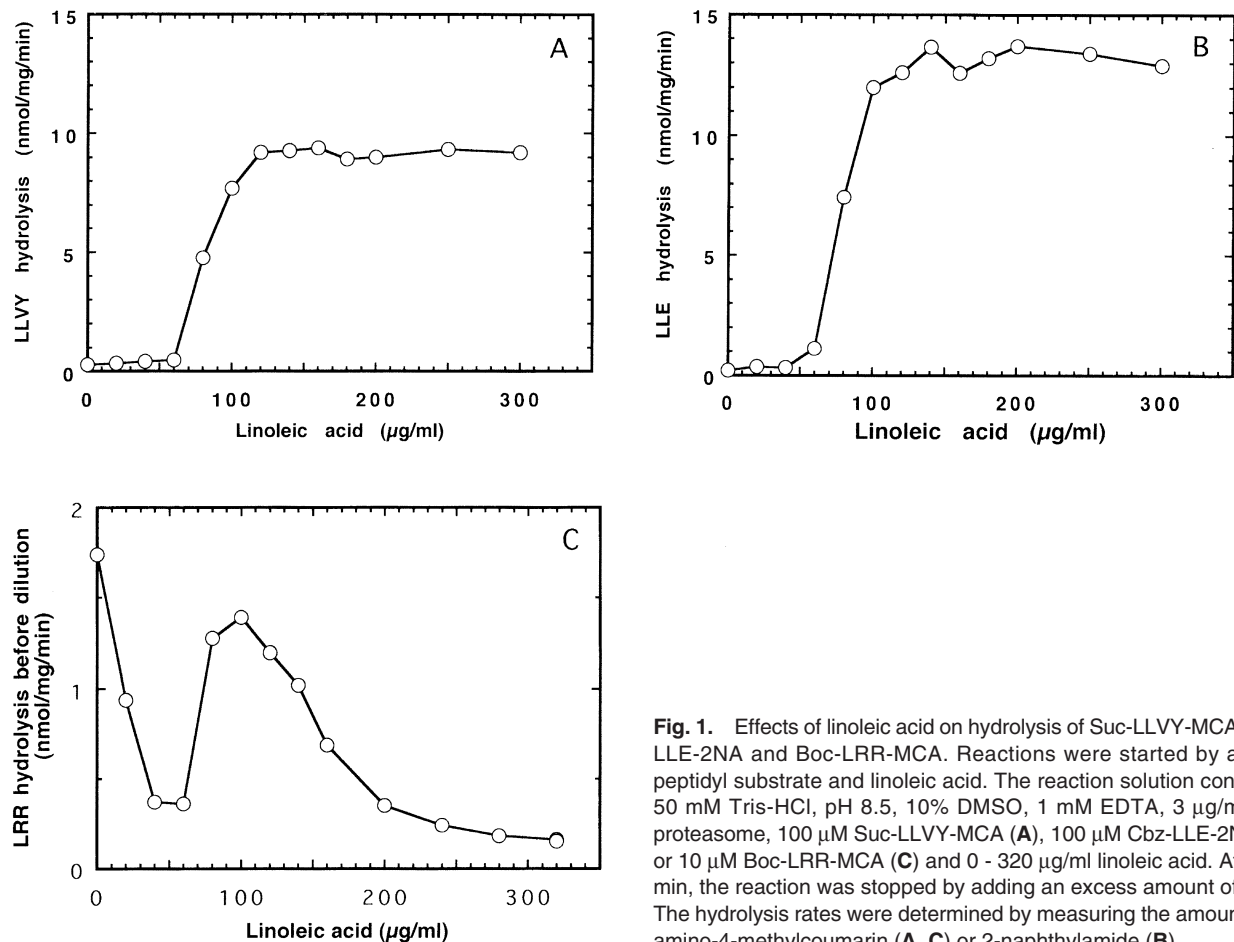 A
LLVY hydrolysis (nmol/mg/min)
15
10
5
0
0 100 200 300
Linoleic acid (µg/ml)
B
LLE hydrolysis (nmol/mg/min)
15
10
5
0
0 100 200 300
Linoleic acid (µg/ml)
C
LRR hydrolysis before dilution
(nmol/mg/min)
2
1
0
0 100 200 300
Linoleic acid (µg/ml)
Fig. 1. Effects of linoleic acid on hydrolysis of Suc-LLVY-MCA
LLE-2NA and Boc-LRR-MCA. Reactions were started by a
peptidyl substrate and linoleic acid. The reaction solution con
50 mM Tris-HCl, pH 8.5, 10% DMSO, 1 mM EDTA, 3 µg/m
proteasome, 100 µM Suc-LLVY-MCA (A), 100 µM Cbz-LLE-2N
or 10 µM Boc-LRR-MCA (C) and 0 - 320 µg/ml linoleic acid. A
min, the reaction was stopped by adding an excess amount of
The hydrolysis rates were determined by measuring the amoun
amino-4-methylcoumarin (A, C) or 2-naphthylamide (B).